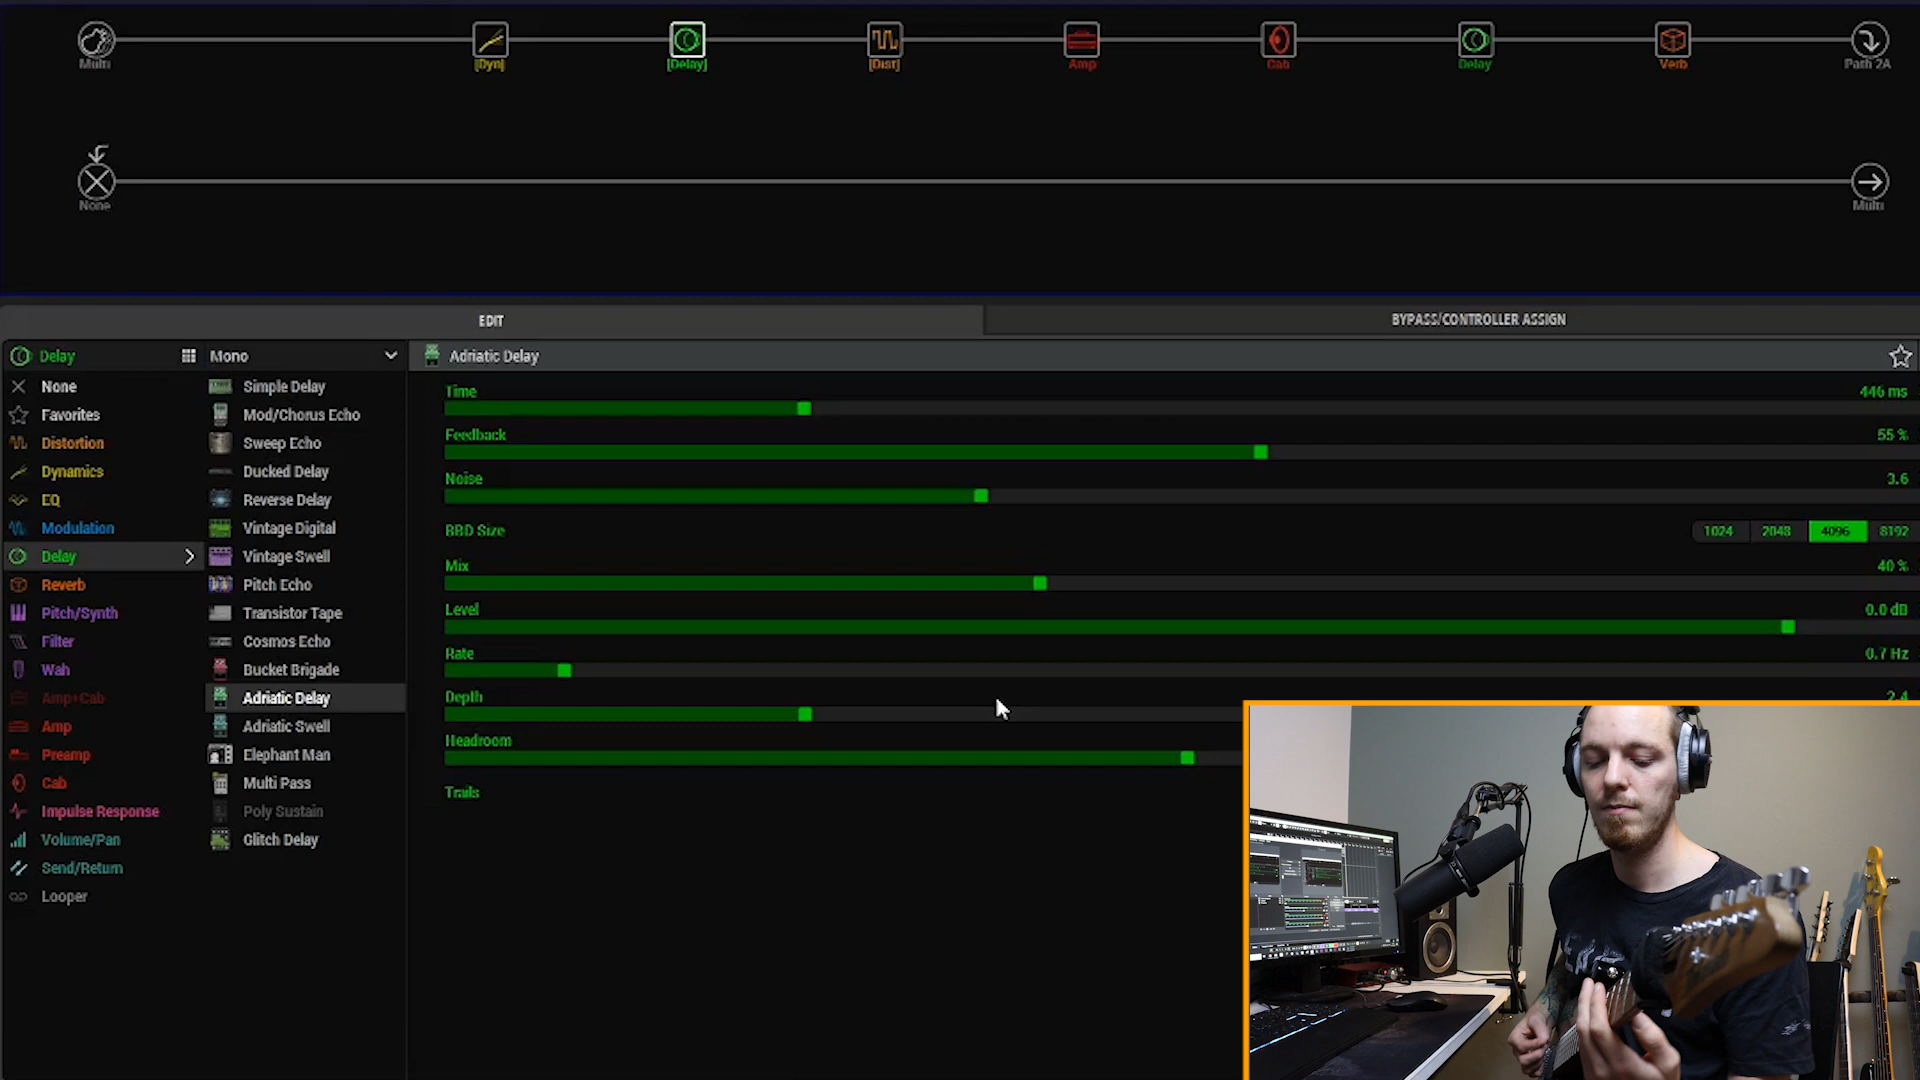 Multi [Dyn] [Delay] [Dist] Amp Cab Delay Verb Path 2A
None Multi
EDIT BYPASS/CONTROLLER ASSIGN
Delay Mono Adriatic Delay
None
Favorites
Distortion
Dynamics
EQ
Modulation
Delay
Reverb
Pitch/Synth
Filter
Wah
Amp+Cab
Amp
Preamp
Cab
Impulse Response
Volume/Pan
Send/Return
Looper
Simple Delay
Mod/Chorus Echo
Sweep Echo
Ducked Delay
Reverse Delay
Vintage Digital
Vintage Swell
Pitch Echo
Transistor Tape
Cosmos Echo
Bucket Brigade
Adriatic Delay
Adriatic Swell
Elephant Man
Multi Pass
Poly Sustain
Glitch Delay
Time 446 ms
Feedback 55 %
Noise 3.6
BBD Size 1024 2048 4096 8192
Mix 40 %
Level 0.0 dB
Rate 0.7 Hz
Depth 2.4
Headroom
Trails